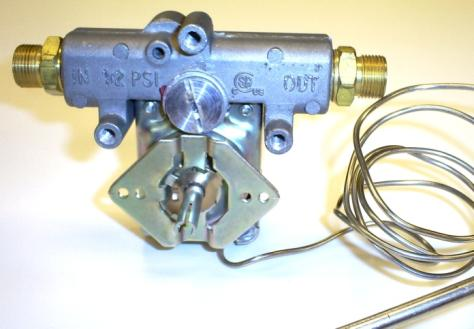 IN 1/2 PSI OUT